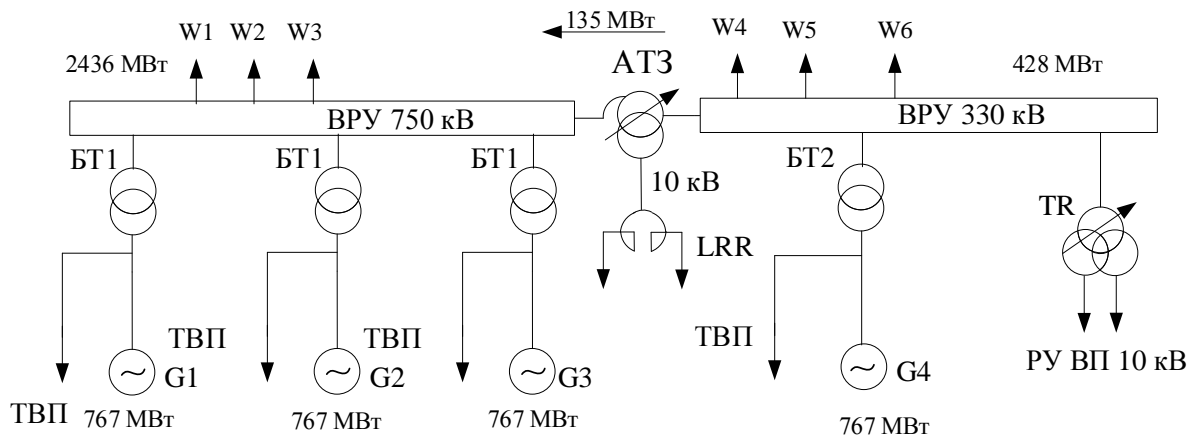 135 МВт
W1 W2 W3
W4 W5 W6
2436 МВт
АТЗ
428 МВт
ВРУ 750 кВ
ВРУ 330 кВ
БТ1
БТ1
БТ1
БТ2
10 кВ
TR
LRR
ТВП
ТВП
ТВП
РУ ВП 10 кВ
~
G1
~
G2
~
G3
~
G4
ТВП
767 МВт
767 МВт
767 МВт
767 МВт